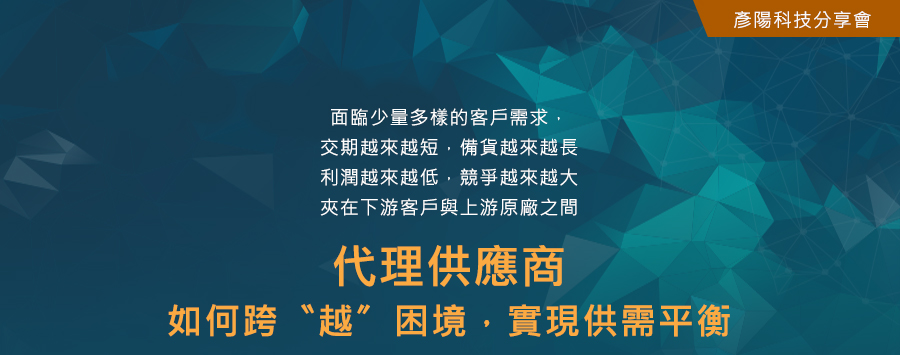 彥陽科技分享會
面臨少量多樣的客戶需求，
交期越來越短，備貨越來越長
利潤越來越低，競爭越來越大
夾在下游客戶與上游原廠之間
代理供應商
如何跨〝越〞困境，實現供需平衡